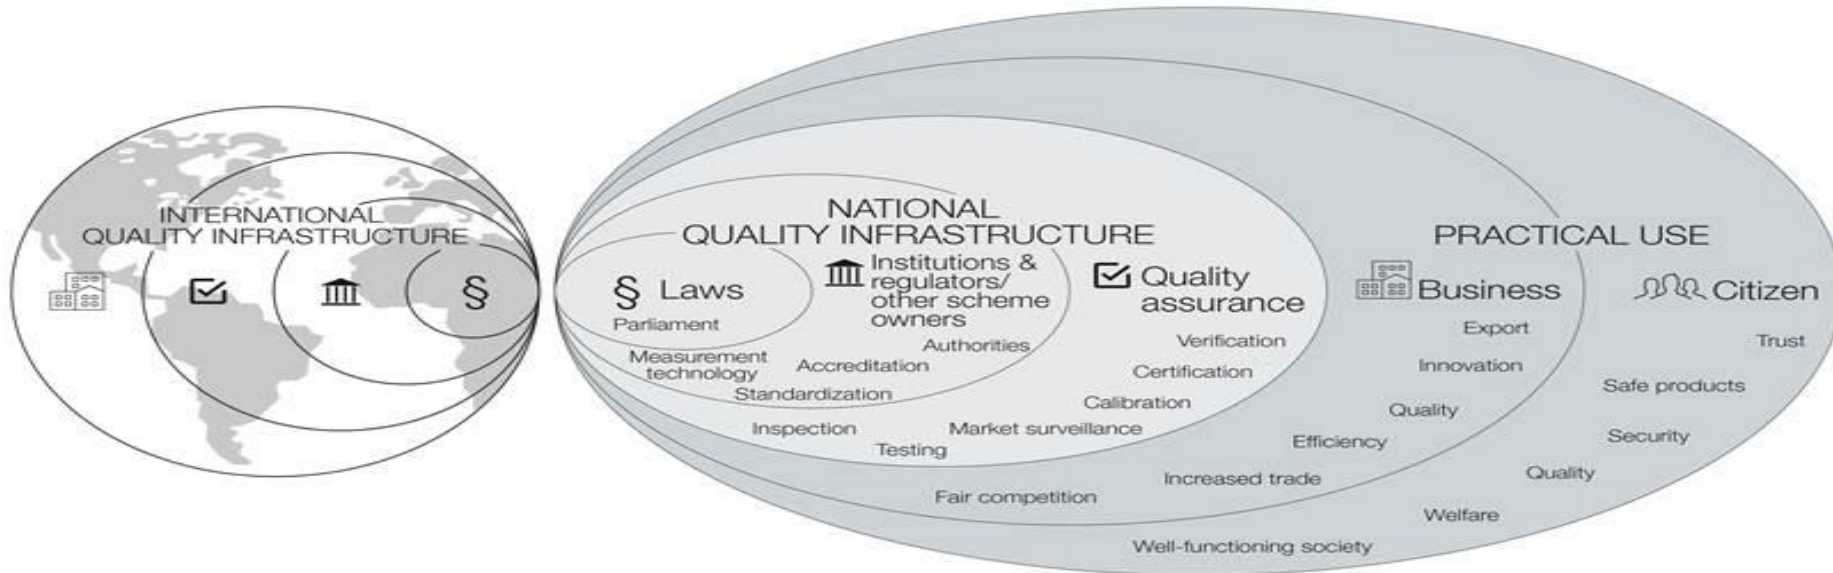 INTERNATIONAL
QUALITY INFRASTRUCTURE
§
NATIONAL
QUALITY INFRASTRUCTURE
§ Laws
Parliament
Institutions &
regulators/
other scheme
owners
Measurement
technology
Accreditation
Authorities
Standardization
Quality
assurance
Verification
Certification
Calibration
Market surveillance
Inspection
Testing
PRACTICAL USE
Business
Export
Innovation
Quality
Efficiency
Increased trade
Fair competition
Citizen
Trust
Safe products
Security
Quality
Welfare
Well-functioning society